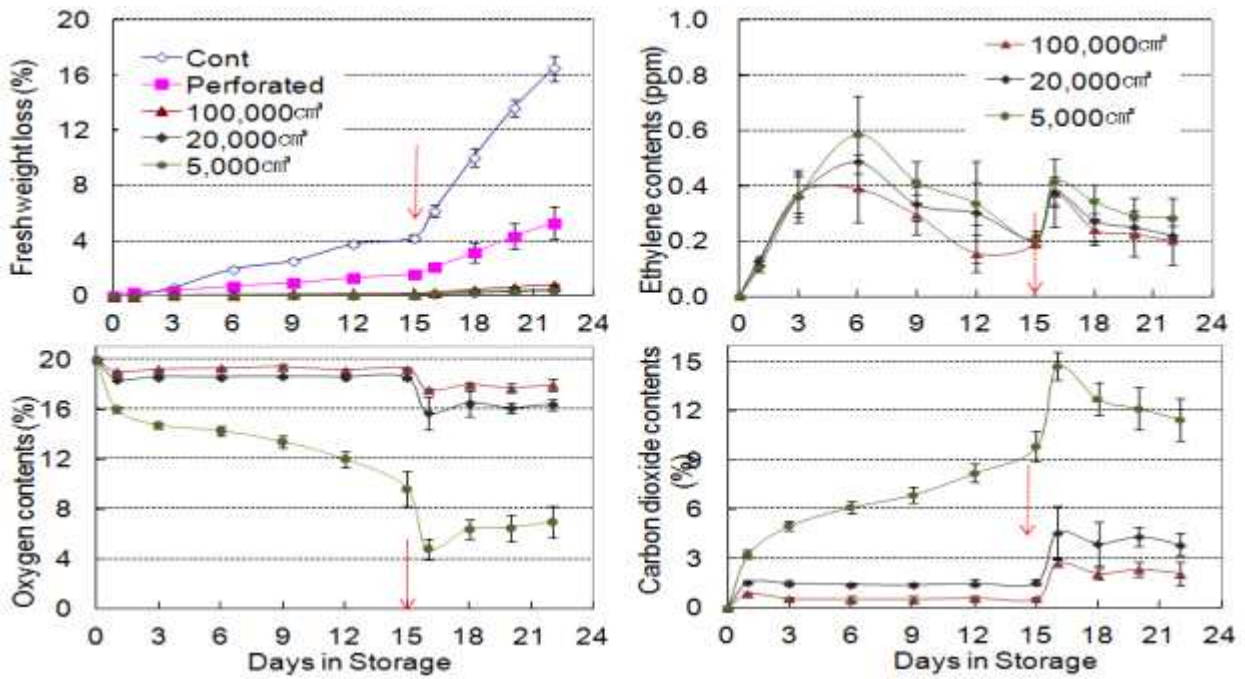 Fresh weight loss (%)
20
16
12
8
4
0
Cont
Perforated
100,000㎤
20,000㎤
5,000㎤
0 3 6 9 12 15 18 21 24
Ethylene contents (ppm)
1.0
0.8
0.6
0.4
0.2
0.0
100,000㎤
20,000㎤
5,000㎤
0 3 6 9 12 15 18 21 24
Oxygen contents (%)
20
16
12
8
4
0
0 3 6 9 12 15 18 21 24
Days in Storage
Carbon dioxide contents
(%)
15
12
9
6
3
0
0 3 6 9 12 15 18 21 24
Days in Storage